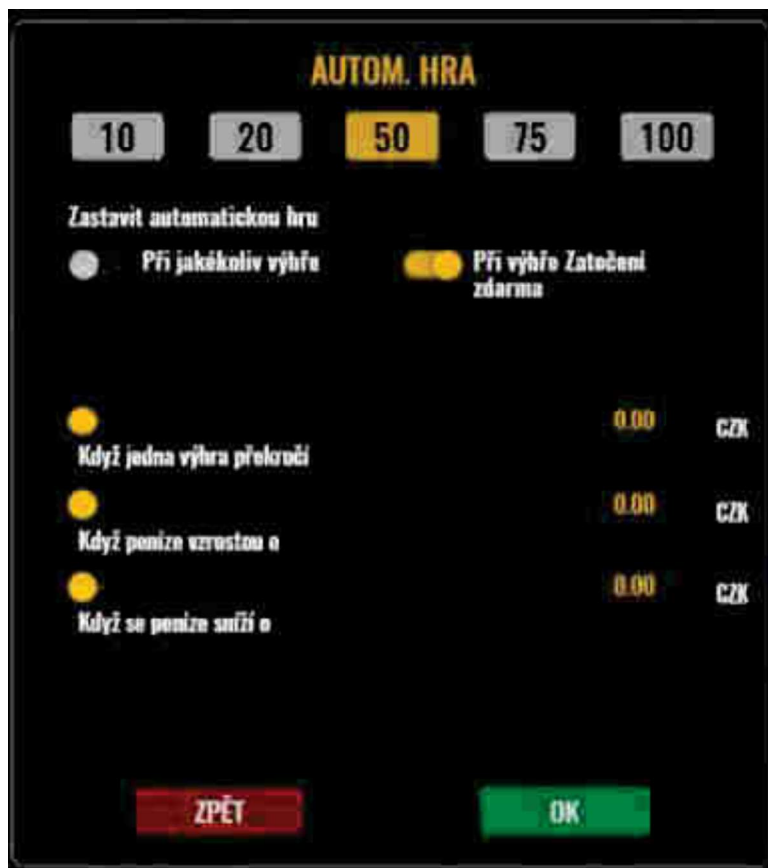 AUTOM. HRA
10 20 50 75 100
Zastavit automatickou hru
Při jakékoliv výhře
Při výhře Zatočení
zdarma
0.00 CZK
Když jedna výhra překročí
0.00 CZK
Když peníze vzrostou o
0.00 CZK
Když se peníze sníží o
ZPĚT OK